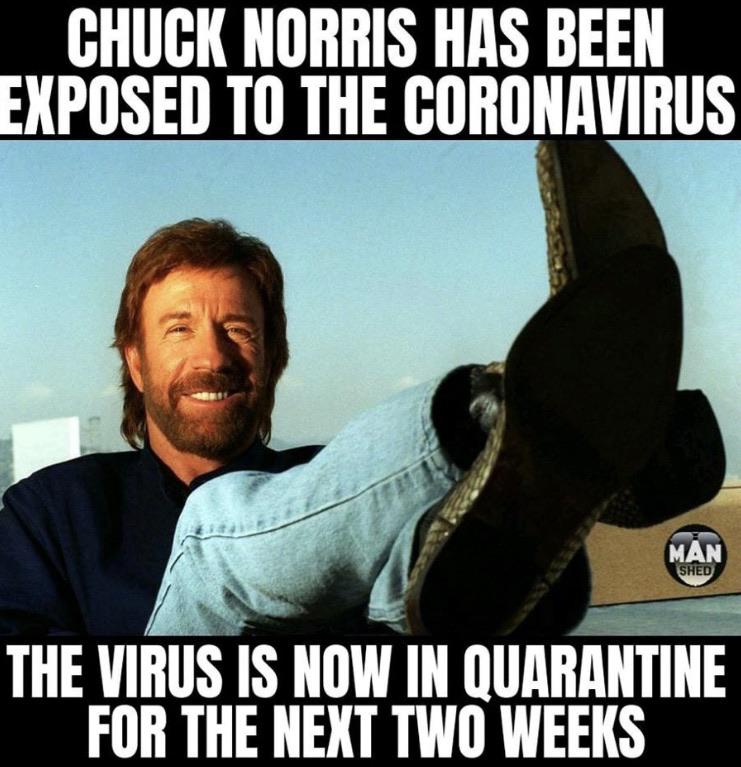 CHUCK NORRIS HAS BEEN
EXPOSED TO THE CORONAVIRUS
MAN
SHED
THE VIRUS IS NOW IN QUARANTINE
FOR THE NEXT TWO WEEKS